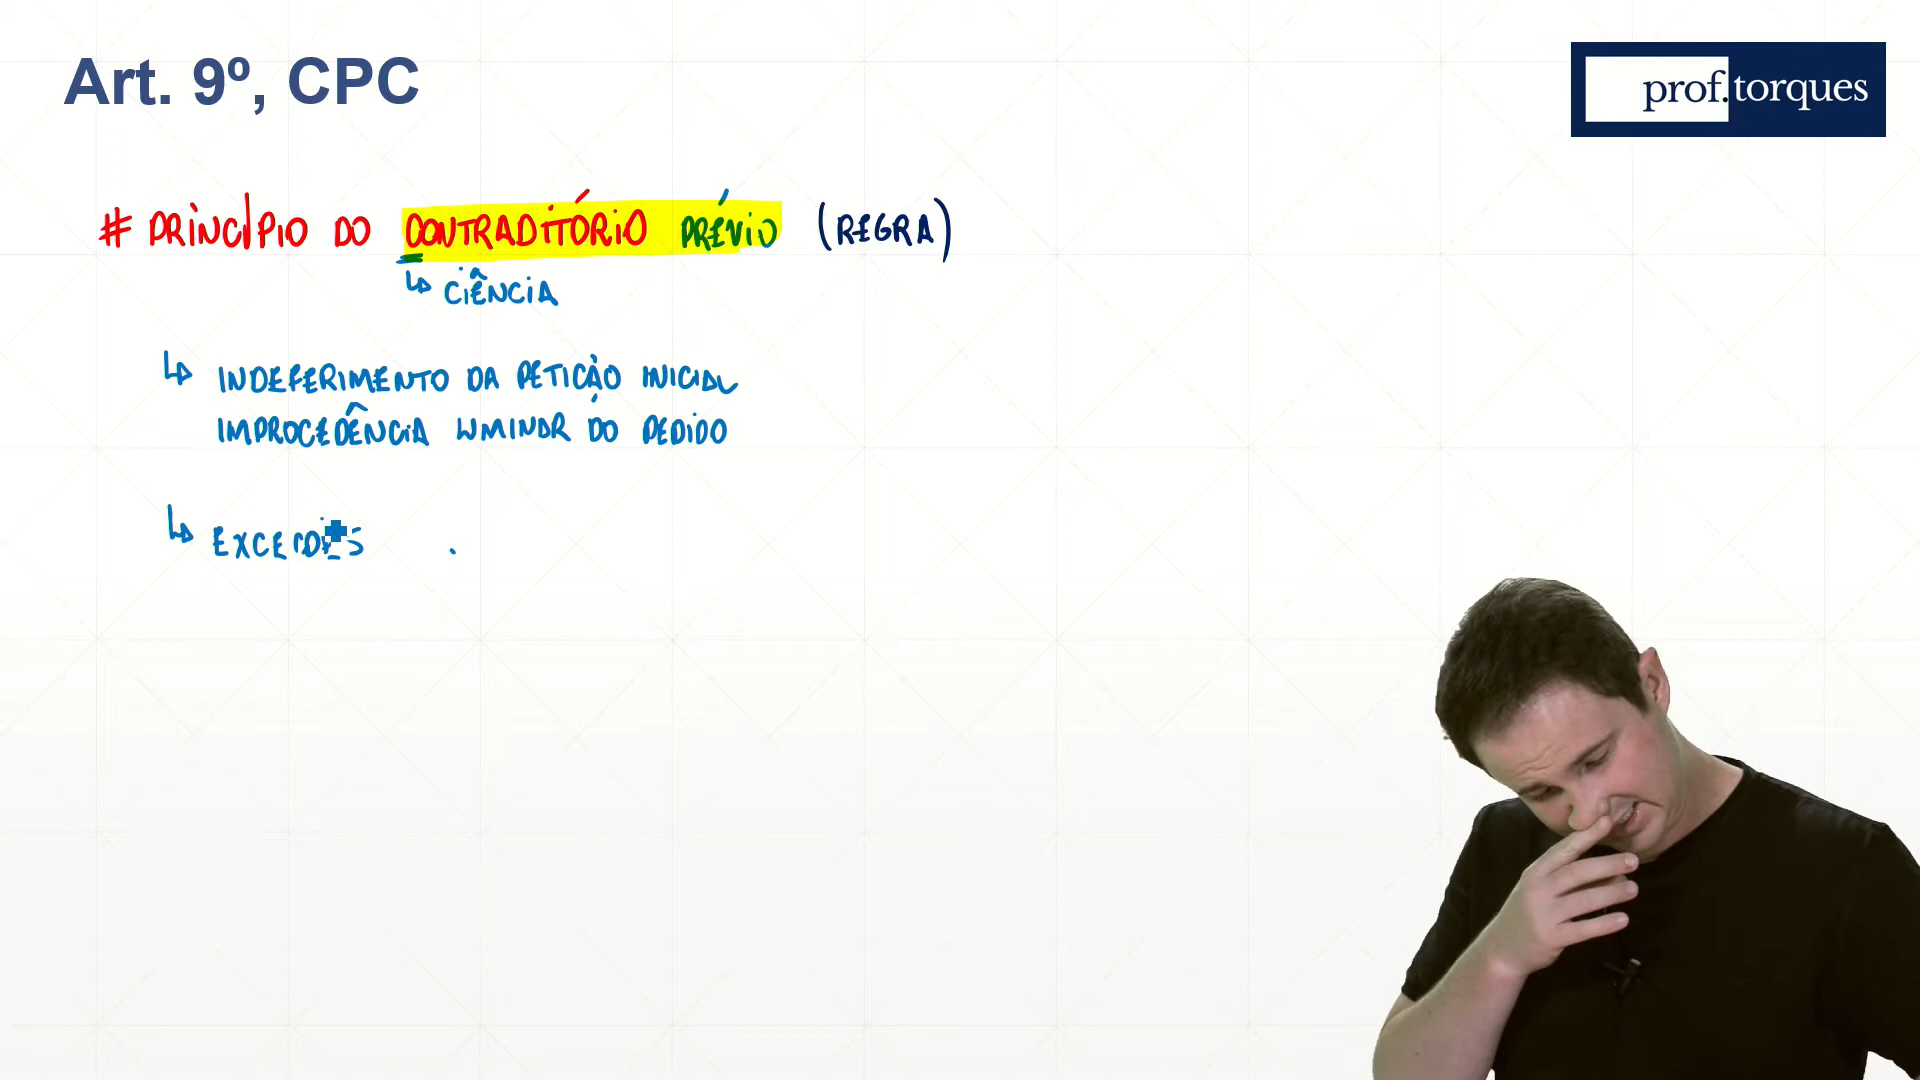 Art. 9º, CPC
prof.torques
# PRINCÍPIO DO CONTRADITÓRIO PRÉVIO (REGRA)
↳ CIÊNCIA
↳ INDEFERIMENTO DA PETIÇÃO INICIAL
IMPROCEDÊNCIA LIMINAR DO PEDIDO
↳